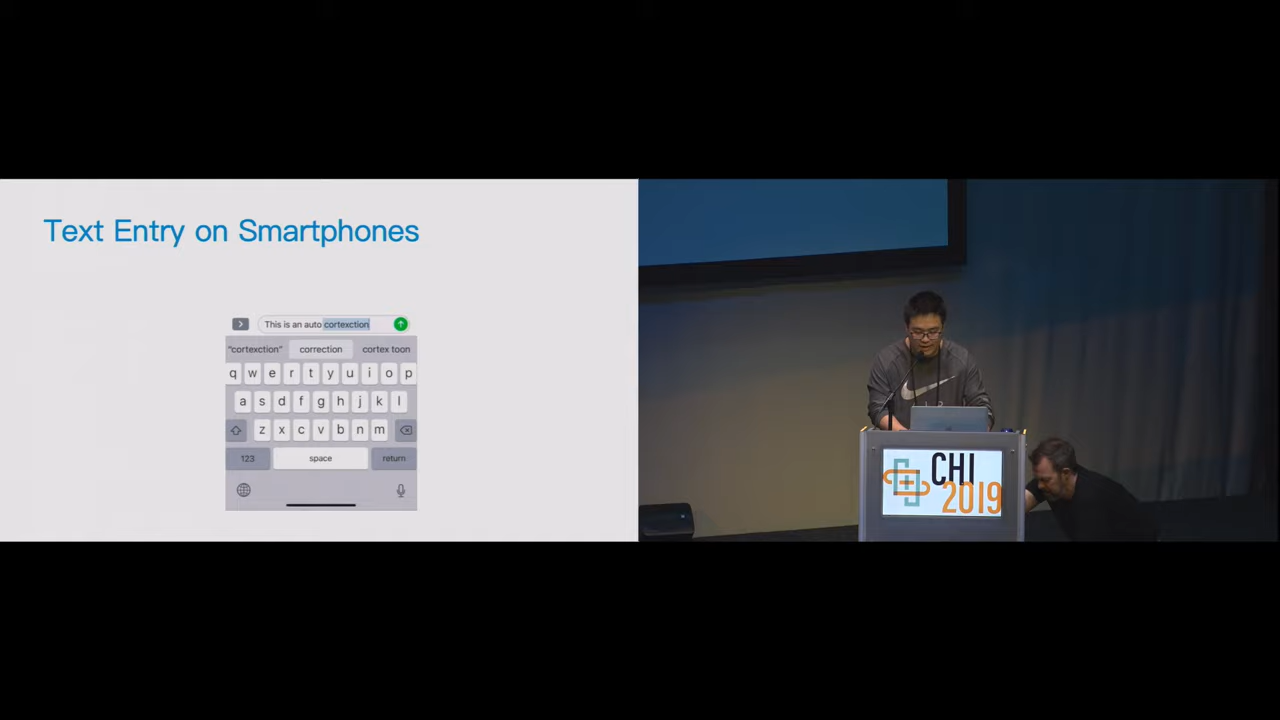 Text Entry on Smartphones
This is an auto cortexction
“cortexction” correction cortex toon
q w e r t y u i o p
a s d f g h j k l
z x c v b n m
123 space return
CHI
2019